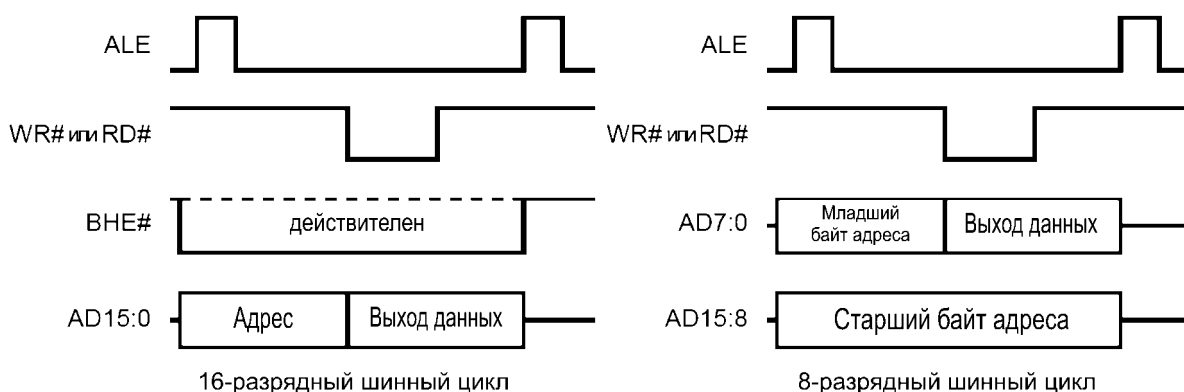 ALE
WR# или RD#
BHE#
действителен
AD15:0
Адрес
Выход данных
16-разрядный шинный цикл
ALE
WR# или RD#
AD7:0
Младший
байт адреса
Выход данных
AD15:8
Старший байт адреса
8-разрядный шинный цикл